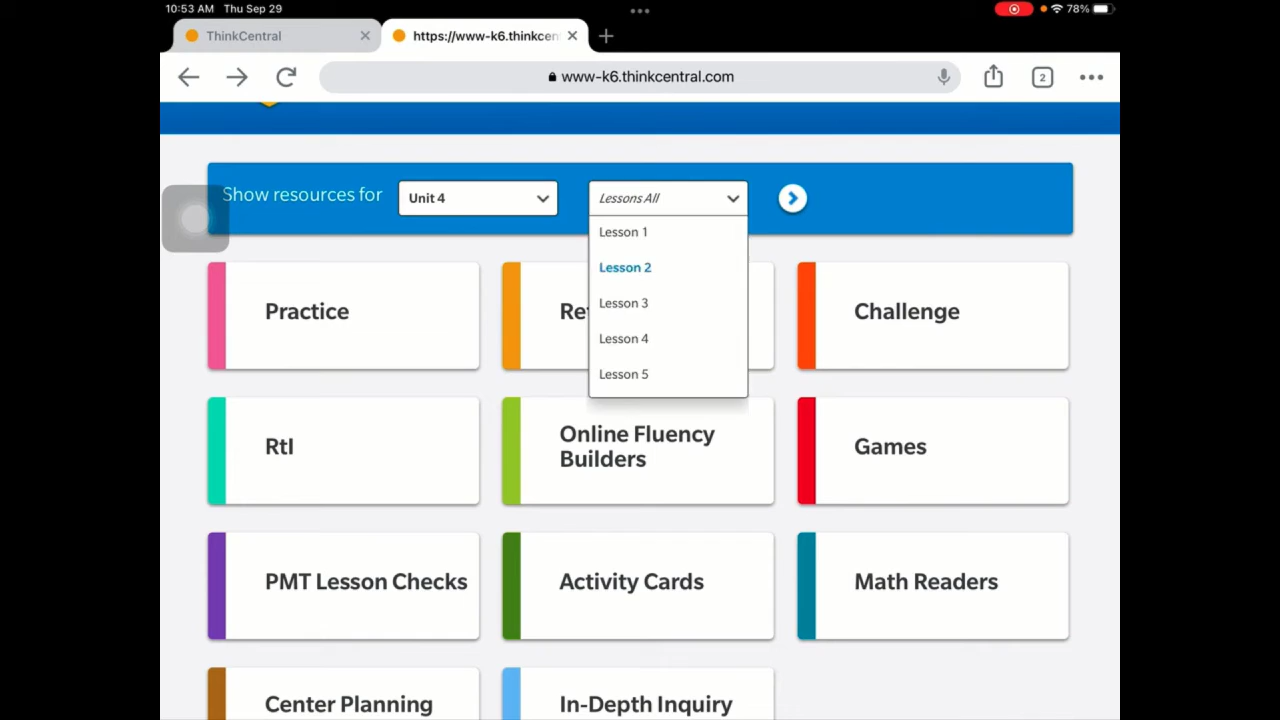 10:53 AM Thu Sep 29
78%
ThinkCentral
https://www-k6.thinkcen
www-k6.thinkcentral.com
2
Show resources for
Unit 4
Lessons All
Lesson 1
Lesson 2
Lesson 3
Lesson 4
Lesson 5
Practice
Re
Challenge
RtI
Online Fluency
Builders
Games
PMT Lesson Checks
Activity Cards
Math Readers
Center Planning
In-Depth Inquiry